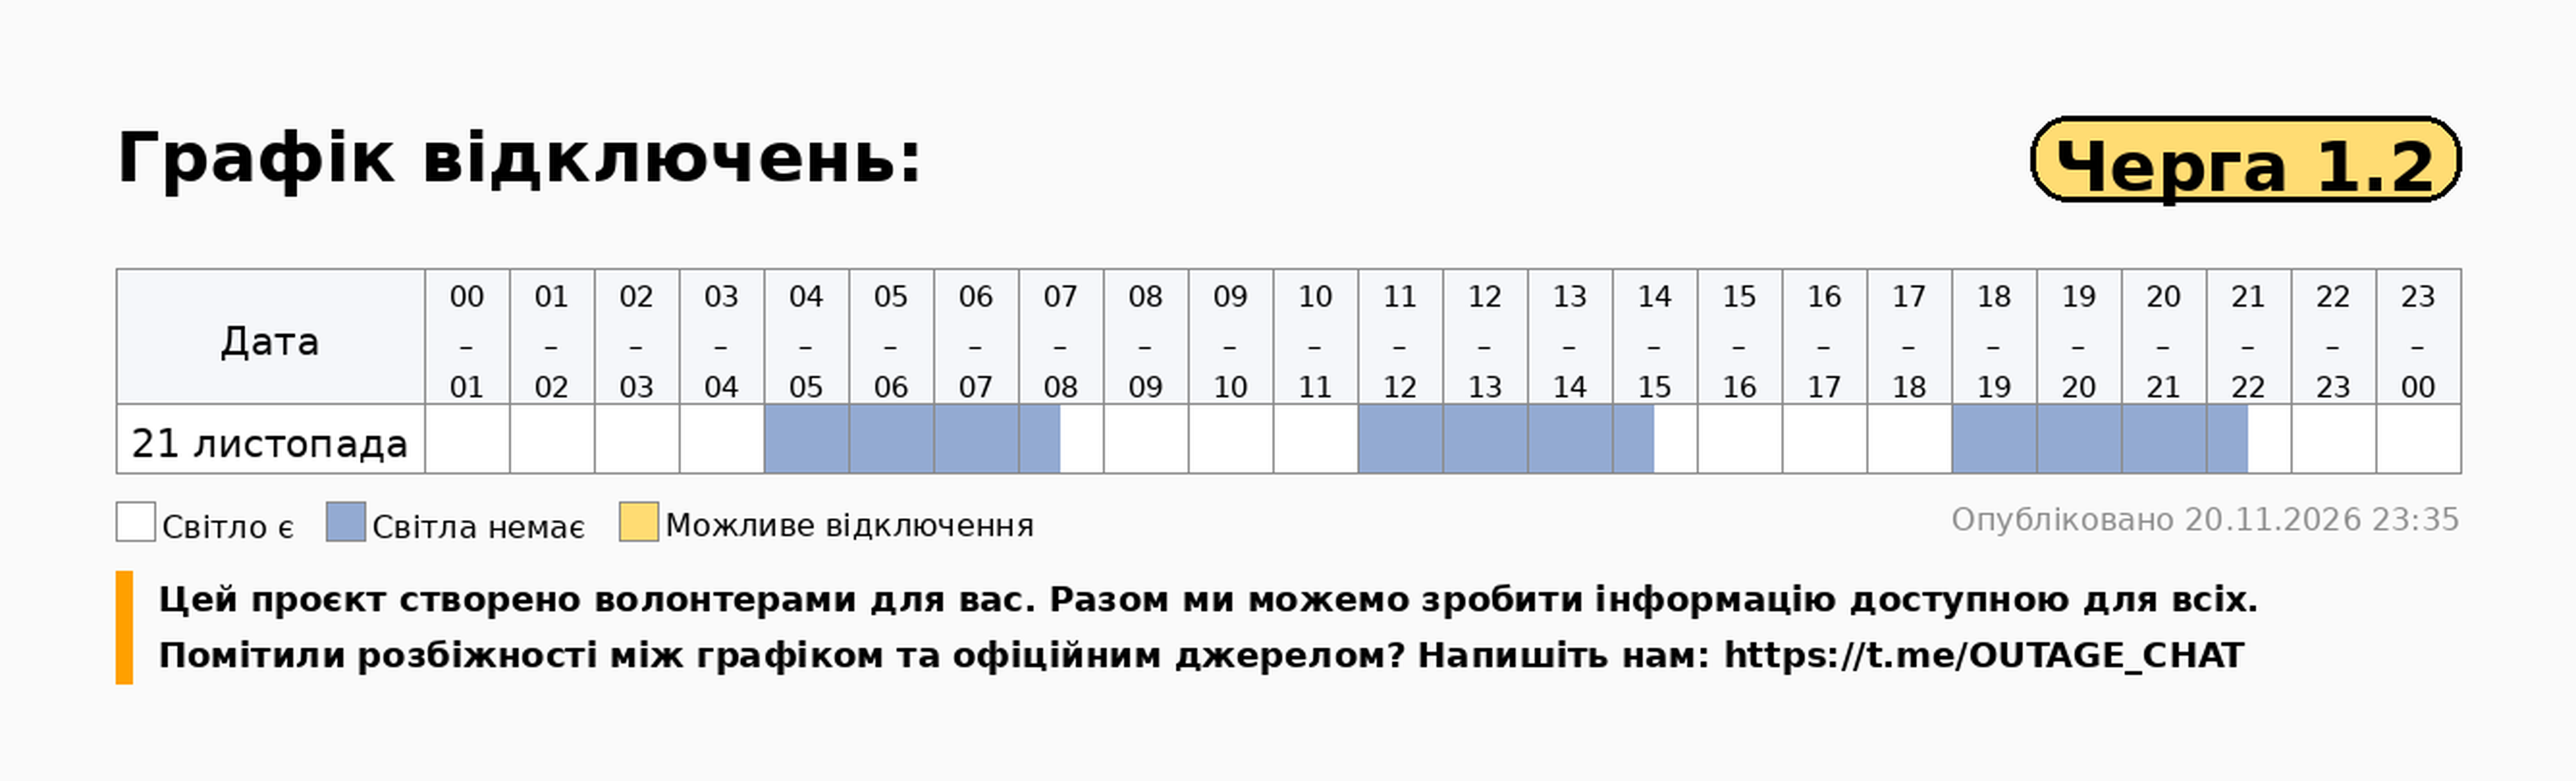 Графік відключень:
Черга 1.2
Дата 00 – 01 01 – 02 02 – 03 03 – 04 04 – 05 05 – 06 06 – 07 07 – 08 08 – 09 09 – 10 10 – 11 11 – 12 12 – 13 13 – 14 14 – 15 15 – 16 16 – 17 17 – 18 18 – 19 19 – 20 20 – 21 21 – 22 22 – 23 23 – 00
21 листопада
Світло є Світла немає Можливе відключення
Опубліковано 20.11.2026 23:35
Цей проєкт створено волонтерами для вас. Разом ми можемо зробити інформацію доступною для всіх.
Помітили розбіжності між графіком та офіційним джерелом? Напишіть нам: https://t.me/OUTAGE_CHAT